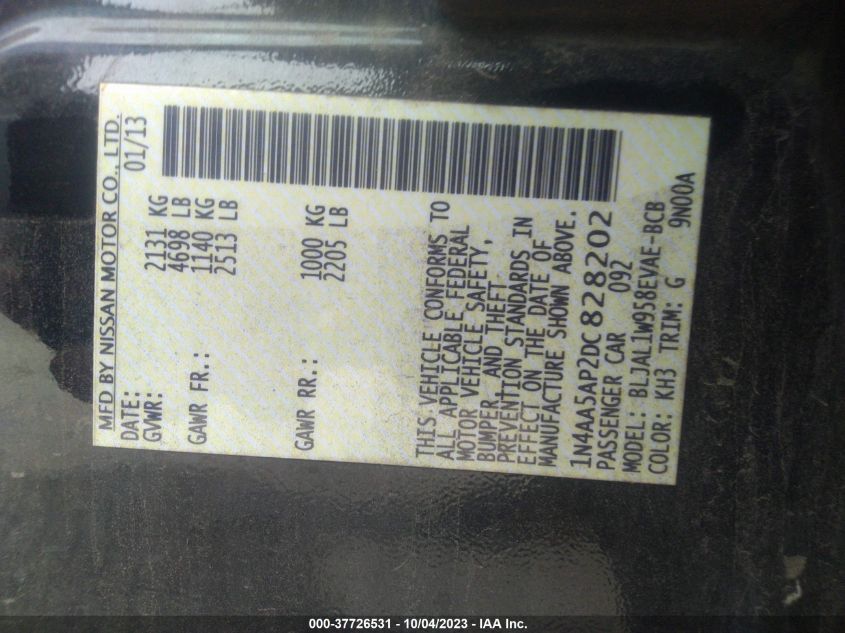 MFD BY NISSAN MOTOR CO., LTD.
DATE: 01/13
GVWR: 2131 KG
4698 LB
GAWR FR.: 1140 KG
2513 LB
GAWR RR.: 1000 KG
2205 LB
THIS VEHICLE CONFORMS TO
ALL APPLICABLE FEDERAL
MOTOR VEHICLE SAFETY,
BUMPER, AND THEFT
PREVENTION STANDARDS IN
EFFECT ON THE DATE OF
MANUFACTURE SHOWN ABOVE.
1N4AA5AP2DC828202
PASSENGER CAR 092
MODEL: BLJAL1W958EVAE-BCB
COLOR: KH3 TRIM: G 9N00A
000-37726531 - 10/04/2023 - IAA Inc.